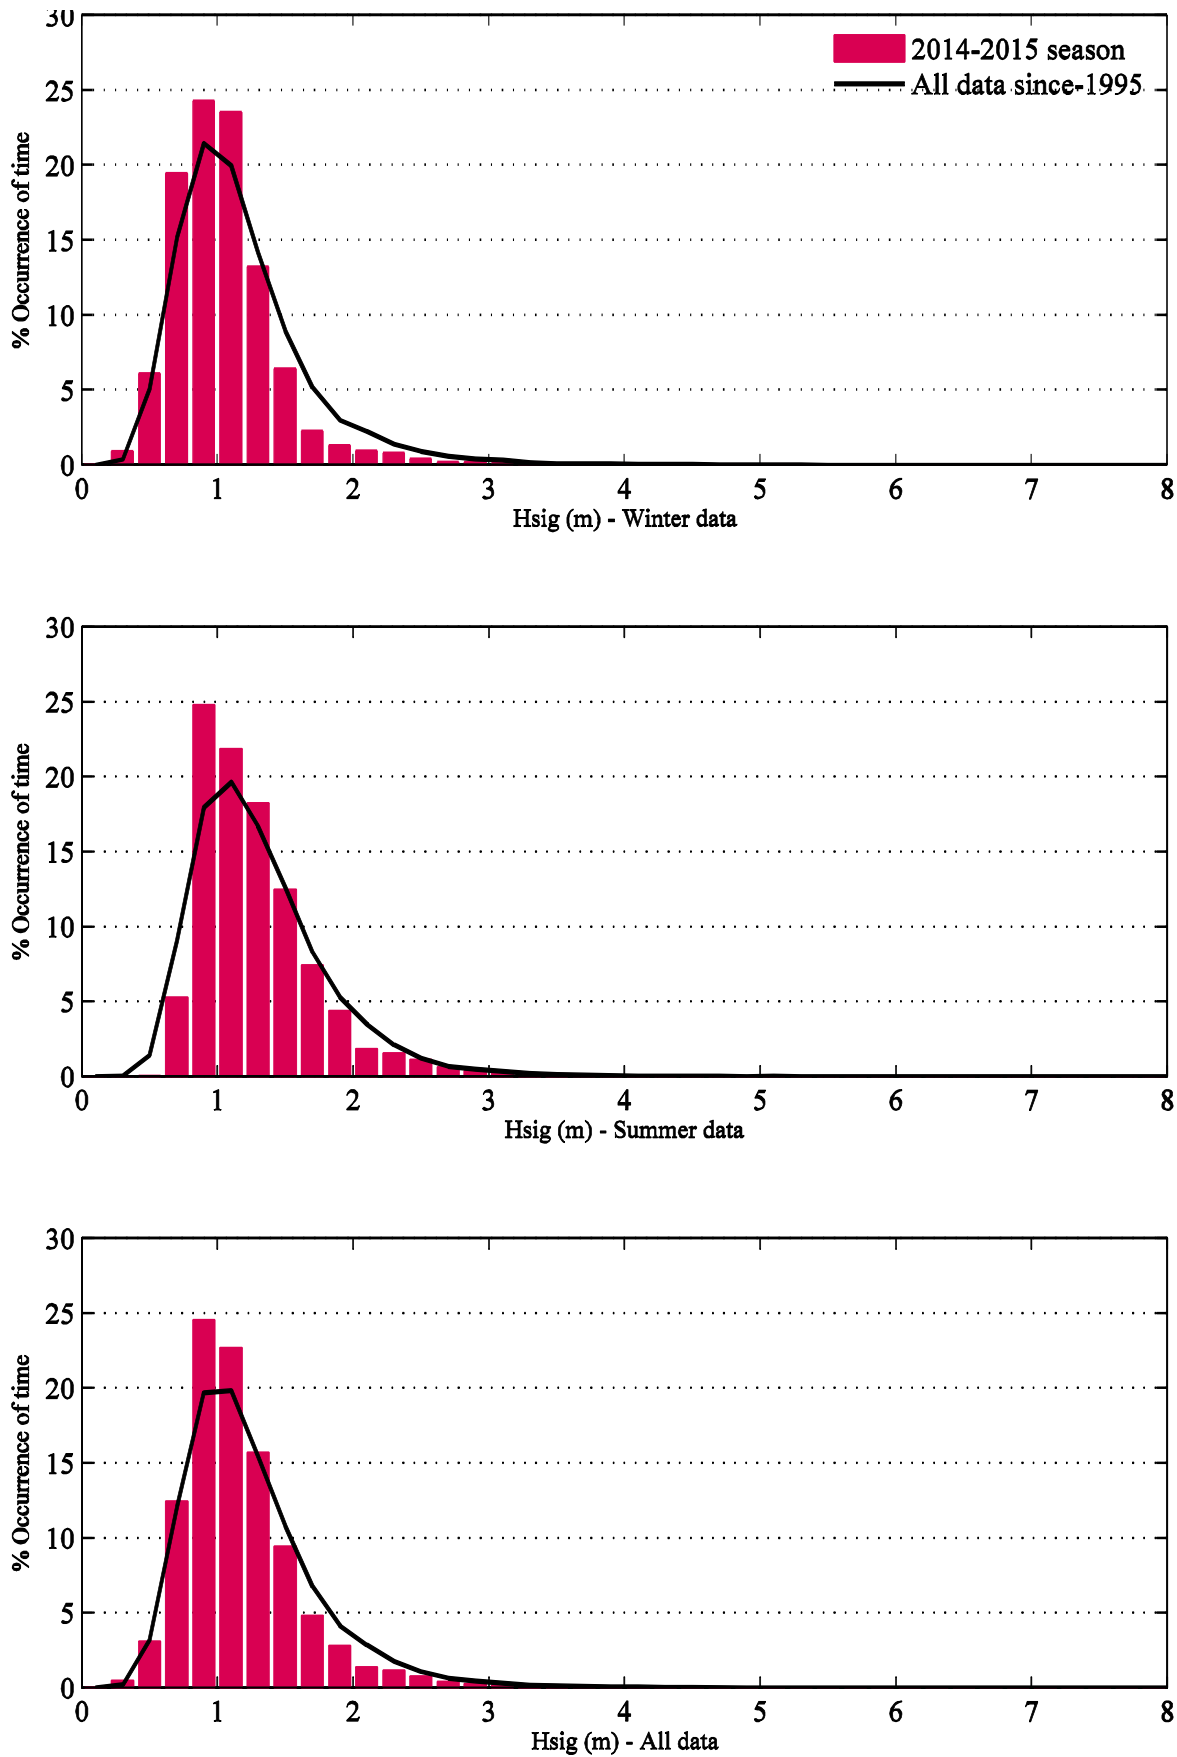 30
2014-2015 season
All data since-1995
25
20
15
10
5
0
% Occurrence of time
0 1 2 3 4 5 6 7 8
Hsig (m) - Winter data
30
25
20
15
10
5
0
% Occurrence of time
0 1 2 3 4 5 6 7 8
Hsig (m) - Summer data
30
25
20
15
10
5
0
% Occurrence of time
0 1 2 3 4 5 6 7 8
Hsig (m) - All data